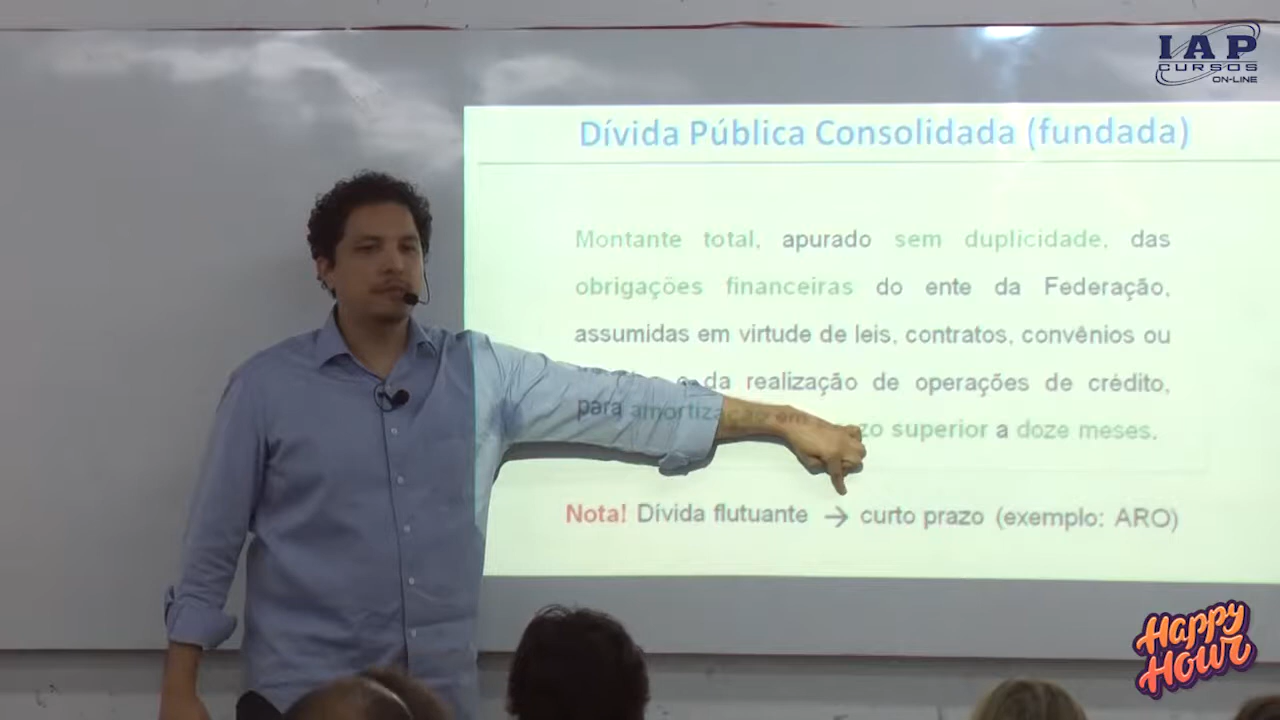 IAP
CURSOS
ON-LINE
Dívida Pública Consolidada (fundada)
Montante total, apurado sem duplicidade, das
obrigações financeiras do ente da Federação,
assumidas em virtude de leis, contratos, convênios ou
da realização de operações de crédito,
para amortização em superior a doze meses.
Nota! Dívida flutuante → curto prazo (exemplo: ARO)
Happy
Hour